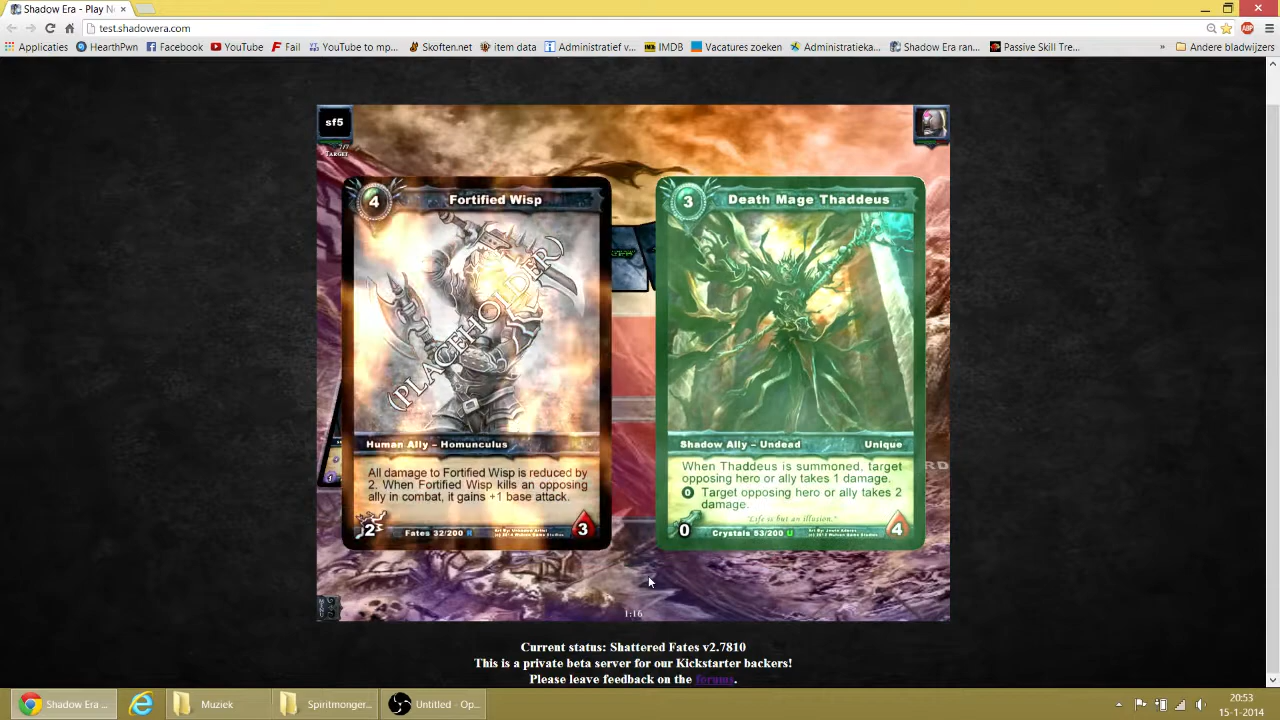 Shadow Era - Play N
test.shadowera.com
Applicaties
HearthPwn
Facebook
YouTube
Fail
YouTube to mp...
Skoften.net
item data
Administratief v...
IMDB
Vacatures zoeken
Administratieka...
Shadow Era ran...
Passive Skill Tre...
»
Andere bladwijzers
sf5
7/7
TARGET
4
Fortified Wisp
(PLACEHOLDER)
Human Ally – Homunculus
All damage to Fortified Wisp is reduced by
2. When Fortified Wisp kills an opposing
ally in combat, it gains +1 base attack.
2
Fates 32/200 R
3
3
Death Mage Thaddeus
Shadow Ally – Undead
Unique
When Thaddeus is summoned, target
opposing hero or ally takes 1 damage.
0 Target opposing hero or ally takes 2
damage.
"Life is but an illusion."
0
Crystals 53/200 U
4
1:16
Current status: Shattered Fates v2.7810
This is a private beta server for our Kickstarter backers!
Please leave feedback on the forums.
Shadow Era ...
Muziek
Spiritmonger...
Untitled - Op...
20:53
15-1-2014